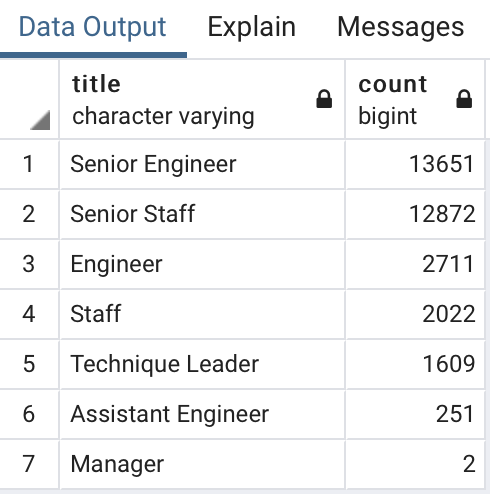 Data Output Explain Messages
title count
character varying bigint
1 Senior Engineer 13651
2 Senior Staff 12872
3 Engineer 2711
4 Staff 2022
5 Technique Leader 1609
6 Assistant Engineer 251
7 Manager 2